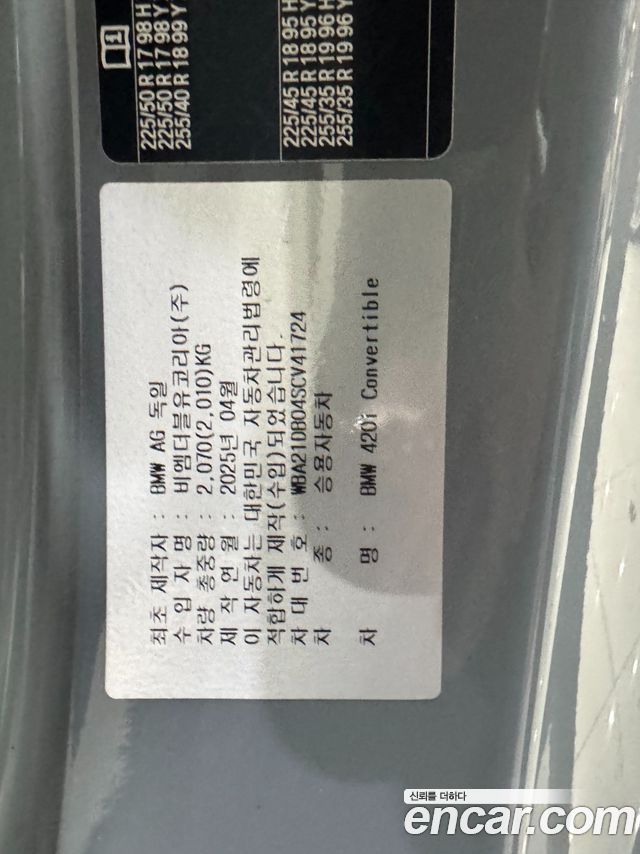 1
225/50 R 17 98 H
225/50 R 17 98 Y
255/40 R 18 99 Y
225/45 R 18 95 H
225/45 R 18 95 Y
255/35 R 19 96 H
255/35 R 19 96 Y
최초 제작자 : BMW AG 독일
수 입 자 명 : 비엠더블유코리아(주)
차량 총중량 : 2,070(2,010)KG
제 작 연 월 : 2025년 04월
이 자동차는 대한민국 자동차관리법령에
적합하게 제작(수입)되었습니다.
차 대 번 호 : WBA21DB04SCV41724
차 종 : 승용자동차
차 명 : BMW 420i Convertible
신뢰를 더하다
encar.com